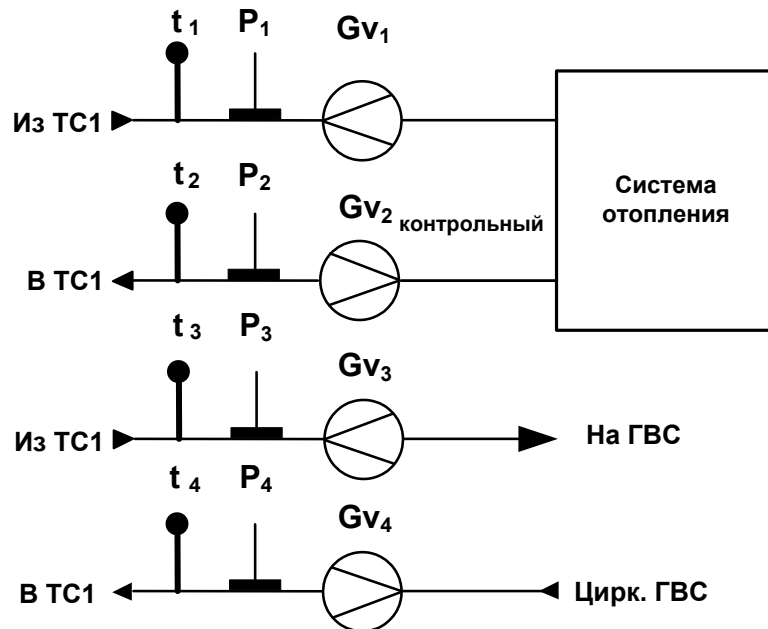 t 1 P1 Gv1
Из ТС1
t 2 P2 Gv2 контрольный
Система
отопления
В ТС1
t 3 P3 Gv3
Из ТС1
На ГВС
t 4 P4 Gv4
В ТС1
Цирк. ГВС